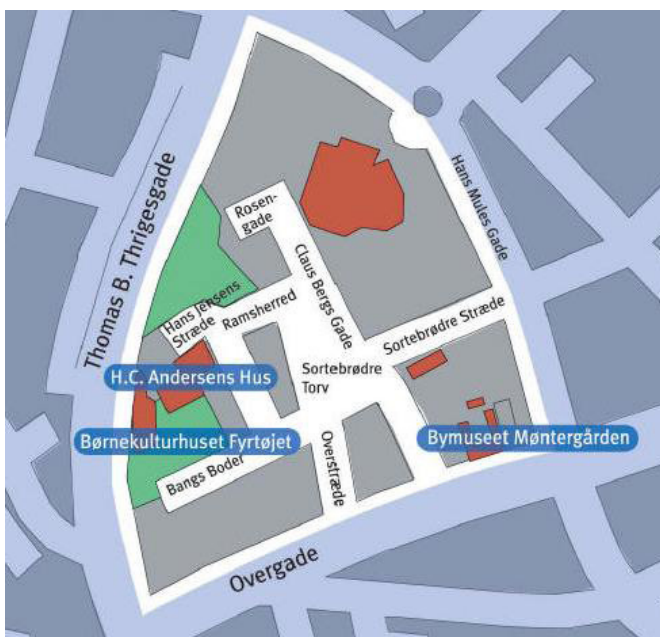 Thomas B. Thrigesgade
Hans Mules Gade
Rosen-
gade
Claus Bergs Gade
Hans Jensens
Stræde
Ramsherred
Sortebrødre Stræde
H.C. Andersens Hus
Sortebrødre
Torv
Børnekulturhuset Fyrtøjet
Bymuseet Møntergården
Bangs Boder
Overstræde
Overgade